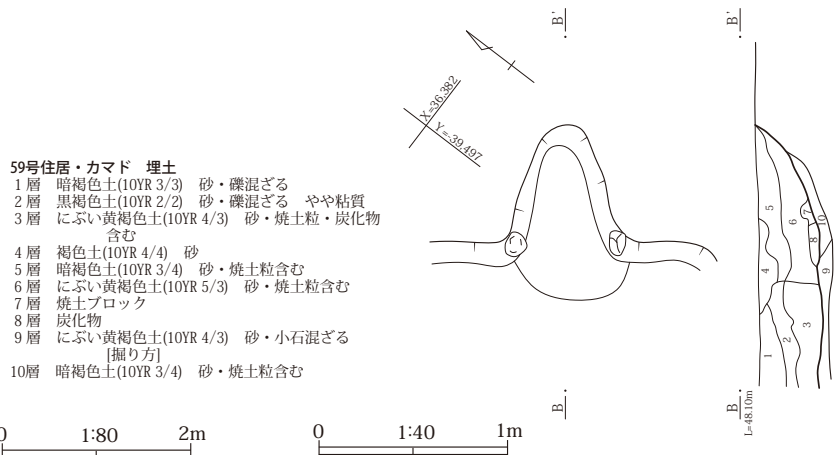 59号住居・カマド　埋土
1 層　暗褐色土(10YR 3/3)　砂・礫混ざる
2 層　黒褐色土(10YR 2/2)　砂・礫混ざる　やや粘質
3 層　にぶい黄褐色土(10YR 4/3)　砂・焼土粒・炭化物
含む
4 層　褐色土(10YR 4/4)　砂
5 層　暗褐色土(10YR 3/4)　砂・焼土粒含む
6 層　にぶい黄褐色土(10YR 5/3)　砂・焼土粒含む
7 層　焼土ブロック
8 層　炭化物
9 層　にぶい黄褐色土(10YR 4/3)　砂・小石混ざる
[掘り方]
10層　暗褐色土(10YR 3/4)　砂・焼土粒含む
X=36,382
Y=-39,497
B'
B
B'
B
L=48.10m
5
6
7
8
10
9
4
3
2
1
0
1:80
2m
0
1:40
1m